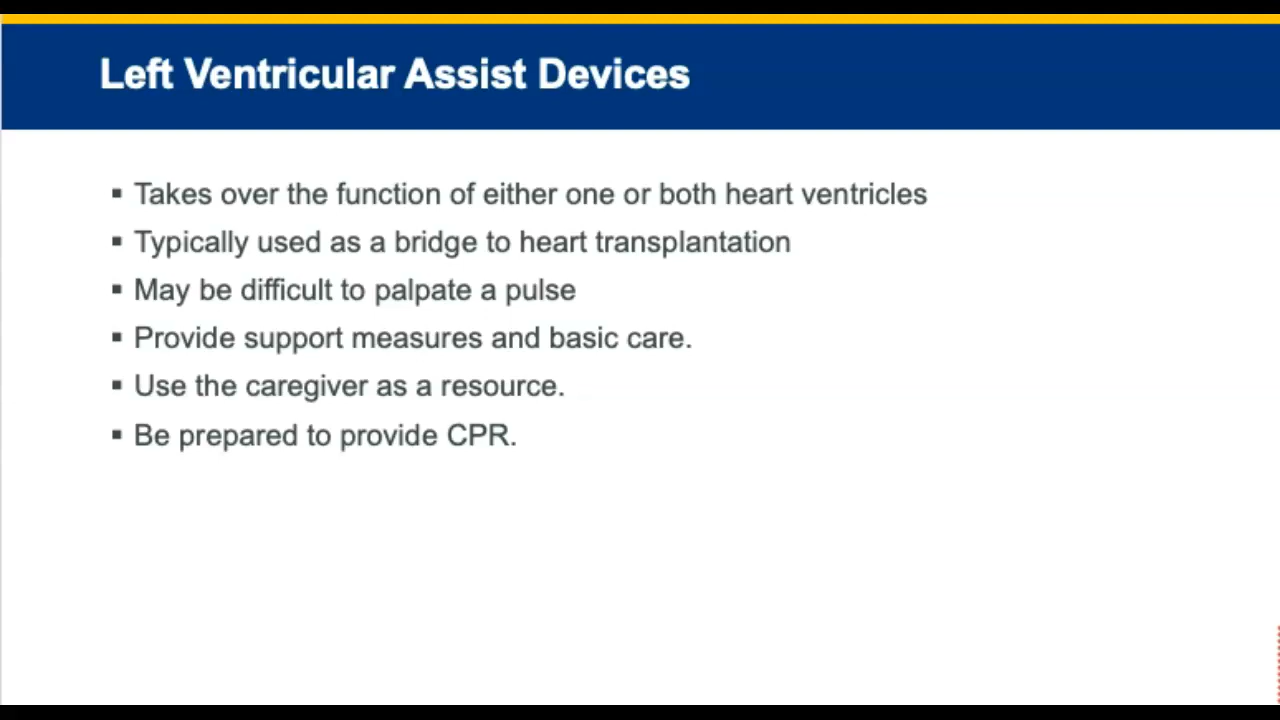 Left Ventricular Assist Devices
▪ Takes over the function of either one or both heart ventricles
▪ Typically used as a bridge to heart transplantation
▪ May be difficult to palpate a pulse
▪ Provide support measures and basic care.
▪ Use the caregiver as a resource.
▪ Be prepared to provide CPR.